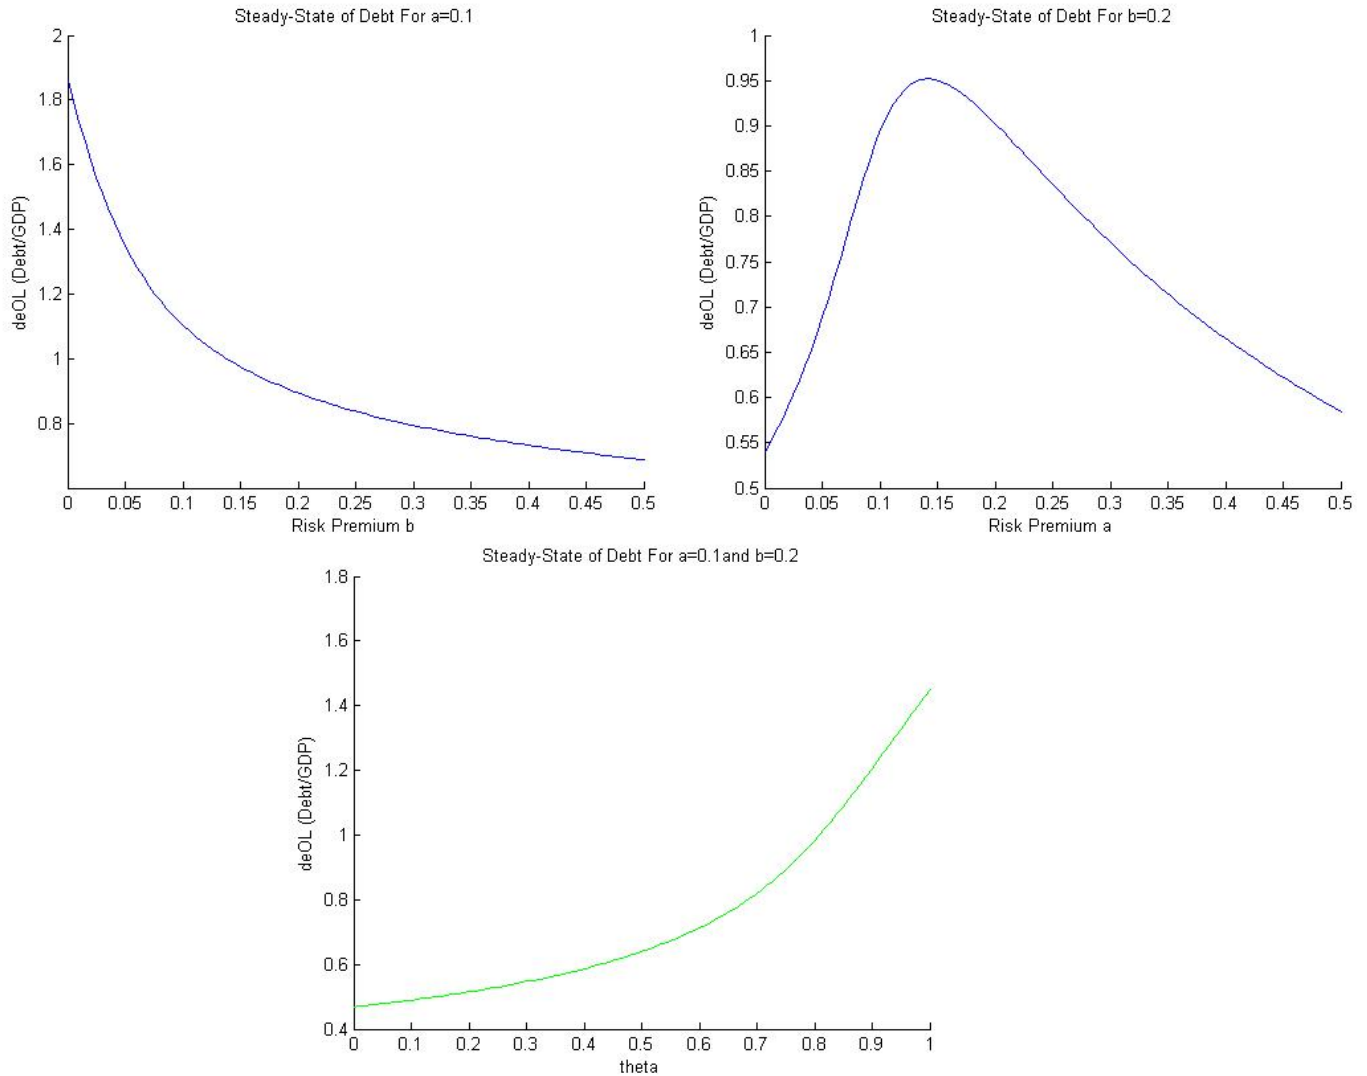 Steady-State of Debt For a=0.1
2
1.8
1.6
1.4
1.2
1
0.8
deOL (Debt/GDP)
0 0.05 0.1 0.15 0.2 0.25 0.3 0.35 0.4 0.45 0.5
Risk Premium b
Steady-State of Debt For b=0.2
1
0.95
0.9
0.85
0.8
0.75
0.7
0.65
0.6
0.55
0.5
deOL (Debt/GDP)
0 0.05 0.1 0.15 0.2 0.25 0.3 0.35 0.4 0.45 0.5
Risk Premium a
Steady-State of Debt For a=0.1and b=0.2
1.8
1.6
1.4
1.2
1
0.8
0.6
0.4
deOL (Debt/GDP)
0 0.1 0.2 0.3 0.4 0.5 0.6 0.7 0.8 0.9 1
theta